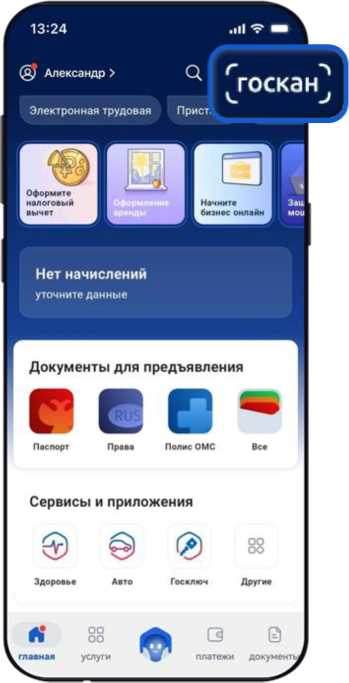 13:24
Александр >
госкан
Электронная трудовая
Прист
Оформите
налоговый
вычет
Оформление
аренды
Начните
бизнес онлайн
Нет начислений
уточните данные
Документы для предъявления
RUS
Паспорт
Права
Полис ОМС
Все
Сервисы и приложения
Здоровье
Авто
Госключ
Другие
главная
услуги
платежи
документы